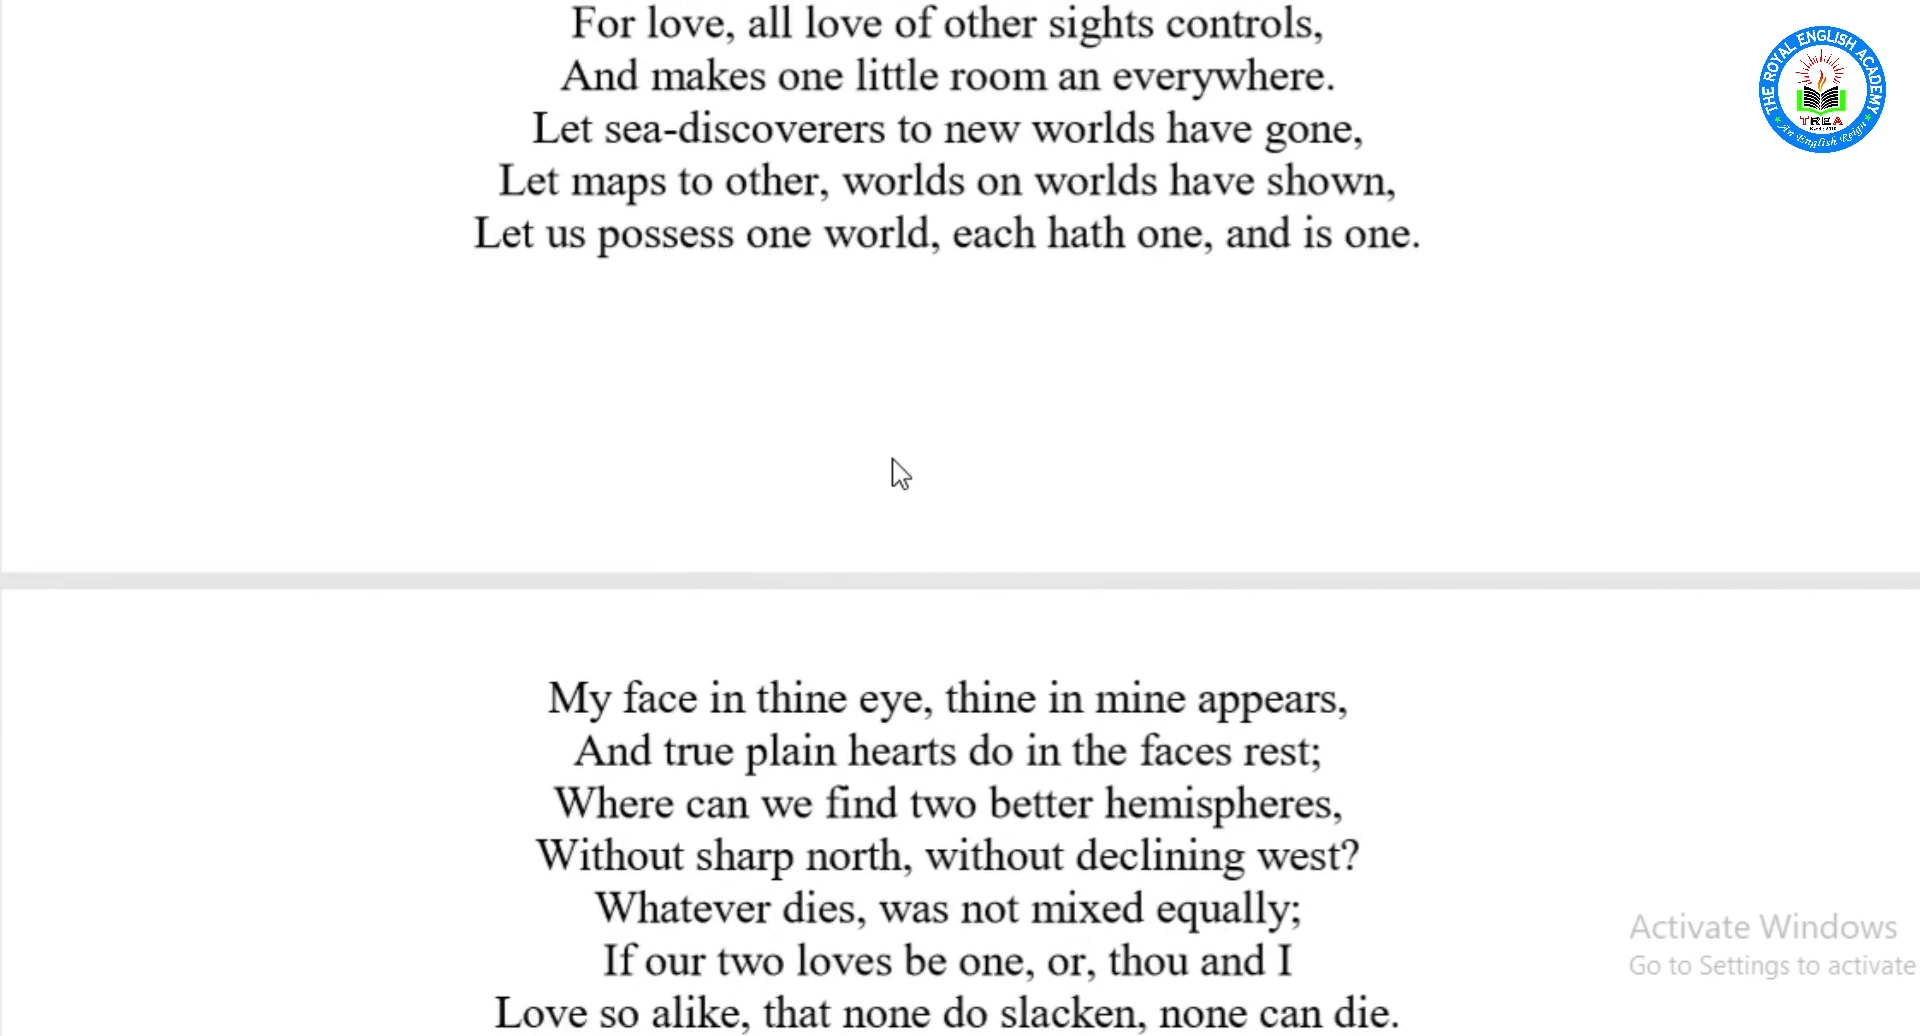 For love, all love of other sights controls,
And makes one little room an everywhere.
Let sea-discoverers to new worlds have gone,
Let maps to other, worlds on worlds have shown,
Let us possess one world, each hath one, and is one.
THE ROYAL ENGLISH ACADEMY
TREA
An English Reign
My face in thine eye, thine in mine appears,
And true plain hearts do in the faces rest;
Where can we find two better hemispheres,
Without sharp north, without declining west?
Whatever dies, was not mixed equally;
If our two loves be one, or, thou and I
Love so alike, that none do slacken, none can die.
Activate Windows
Go to Settings to activate